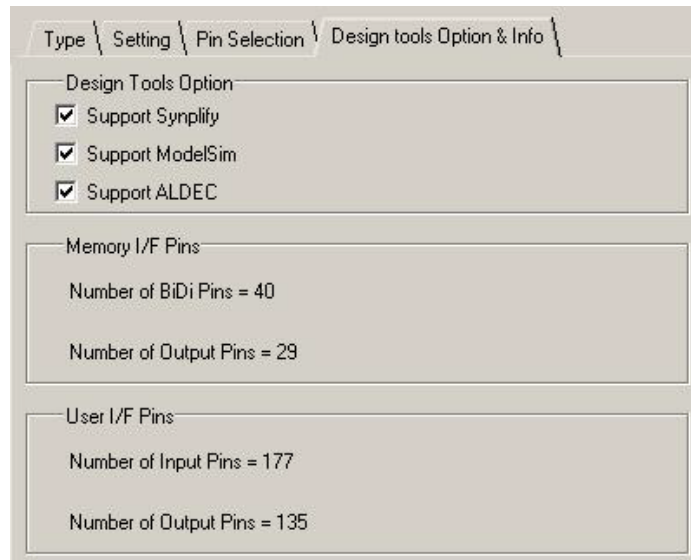 Type \ Setting \ Pin Selection \ Design tools Option & Info \
Design Tools Option
Support Synplify
Support ModelSim
Support ALDEC
Memory I/F Pins
Number of BiDi Pins = 40
Number of Output Pins = 29
User I/F Pins
Number of Input Pins = 177
Number of Output Pins = 135